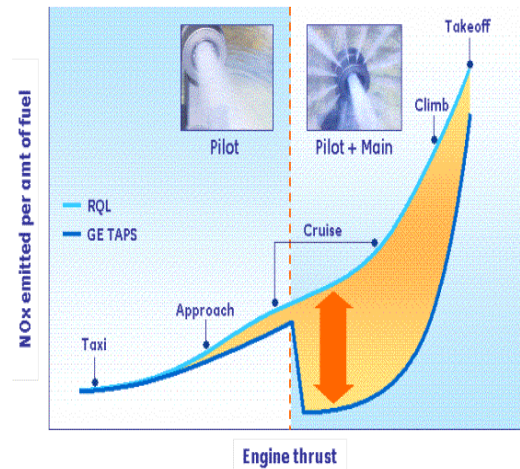 Takeoff
Climb
Pilot
Pilot + Main
RQL
GE TAPS
Cruise
Approach
Taxi
NOx emitted per amt of fuel
Engine thrust